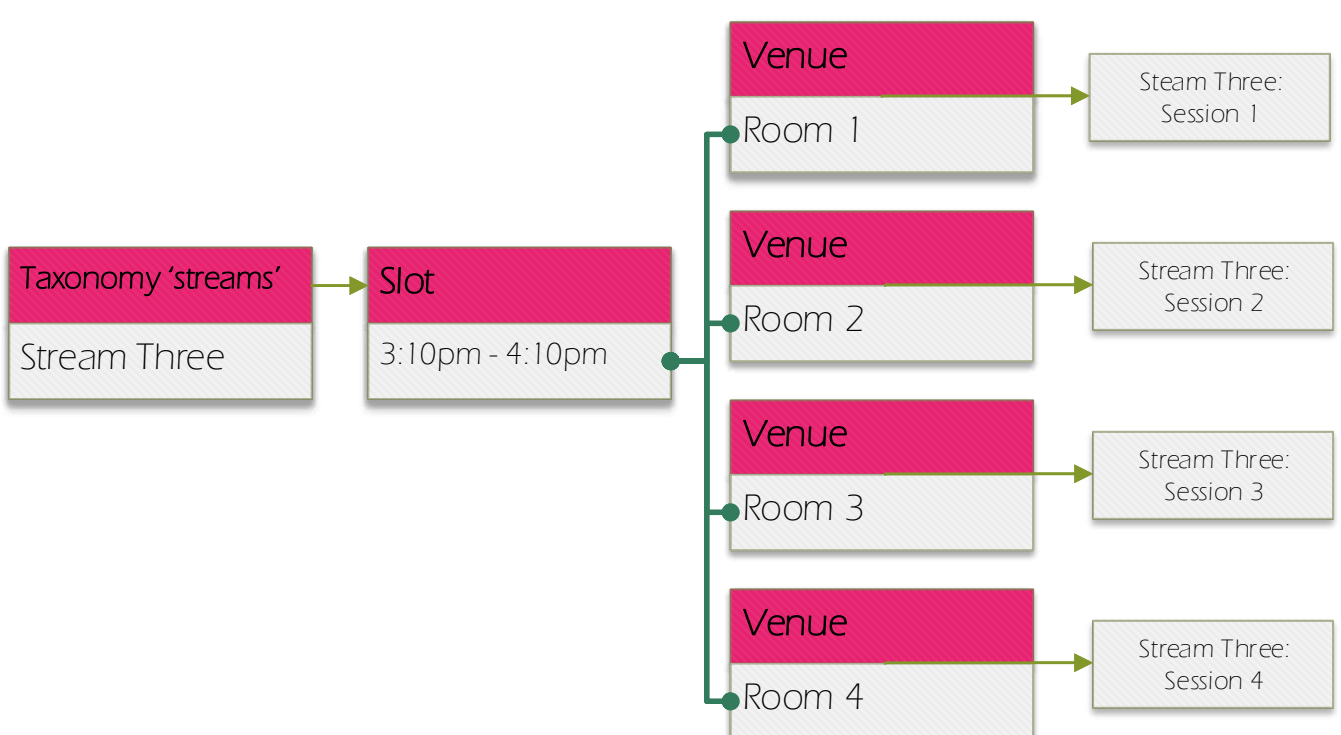 Taxonomy ‘streams’
Stream Three
Slot
3:10pm - 4:10pm
Venue
Room 1
Steam Three:
Session 1
Venue
Room 2
Stream Three:
Session 2
Venue
Room 3
Stream Three:
Session 3
Venue
Room 4
Stream Three:
Session 4